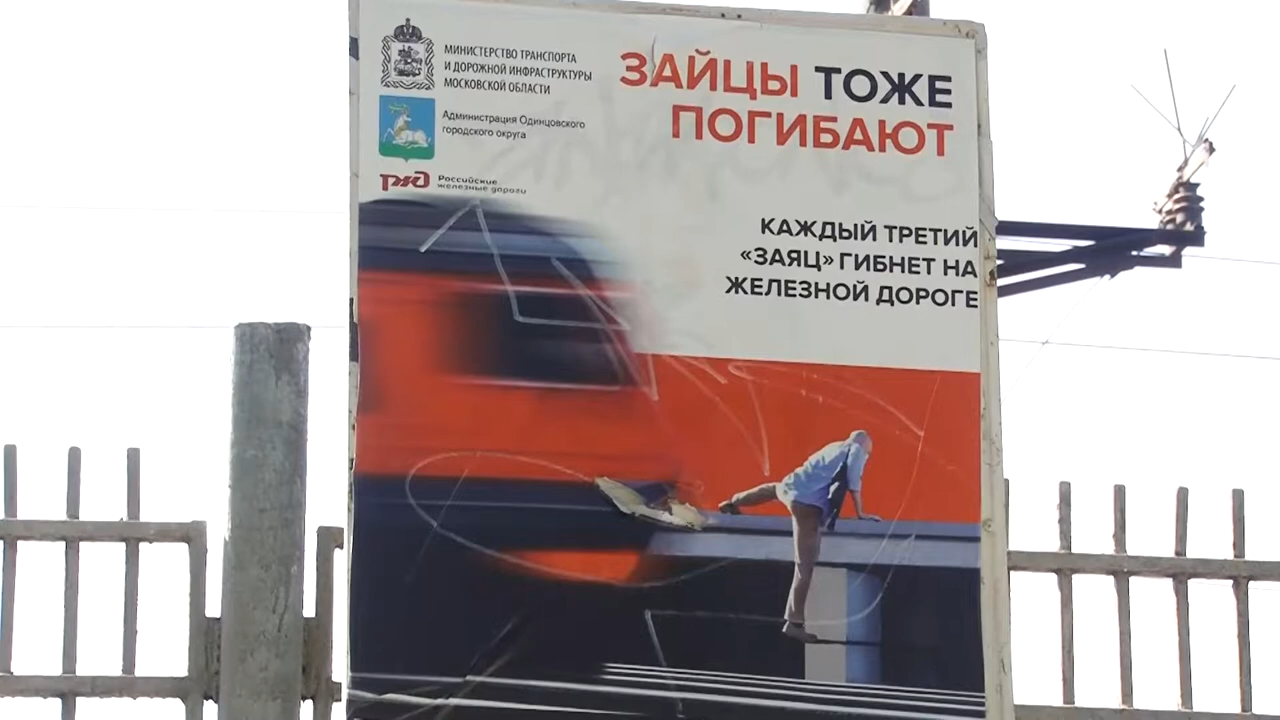 МИНИСТЕРСТВО ТРАНСПОРТА
И ДОРОЖНОЙ ИНФРАСТРУКТУРЫ
МОСКОВСКОЙ ОБЛАСТИ
Администрация Одинцовского
городского округа
ржд Российские
железные дороги
ЗАЙЦЫ ТОЖЕ
ПОГИБАЮТ
КАЖДЫЙ ТРЕТИЙ
«ЗАЯЦ» ГИБНЕТ НА
ЖЕЛЕЗНОЙ ДОРОГЕ